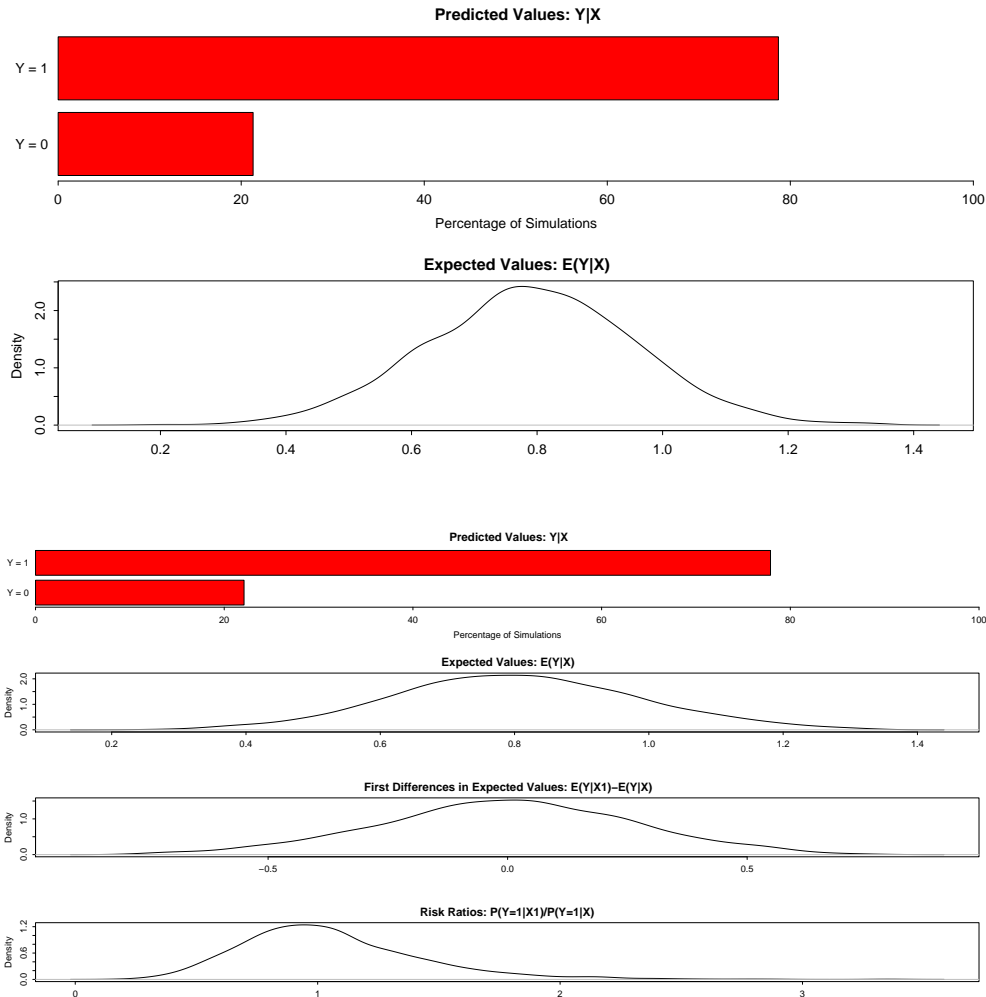 Predicted Values: Y|X
Y = 1
Y = 0
0 20 40 60 80 100
Percentage of Simulations
Expected Values: E(Y|X)
Density
0.0 1.0 2.0
0.2 0.4 0.6 0.8 1.0 1.2 1.4
Predicted Values: Y|X
Y = 1
Y = 0
0 20 40 60 80 100
Percentage of Simulations
Expected Values: E(Y|X)
Density
0.0 1.0 2.0
0.2 0.4 0.6 0.8 1.0 1.2 1.4
First Differences in Expected Values: E(Y|X1)−E(Y|X)
Density
0.0 1.0
−0.5 0.0 0.5
Risk Ratios: P(Y=1|X1)/P(Y=1|X)
Density
0.0 0.6 1.2
0 1 2 3